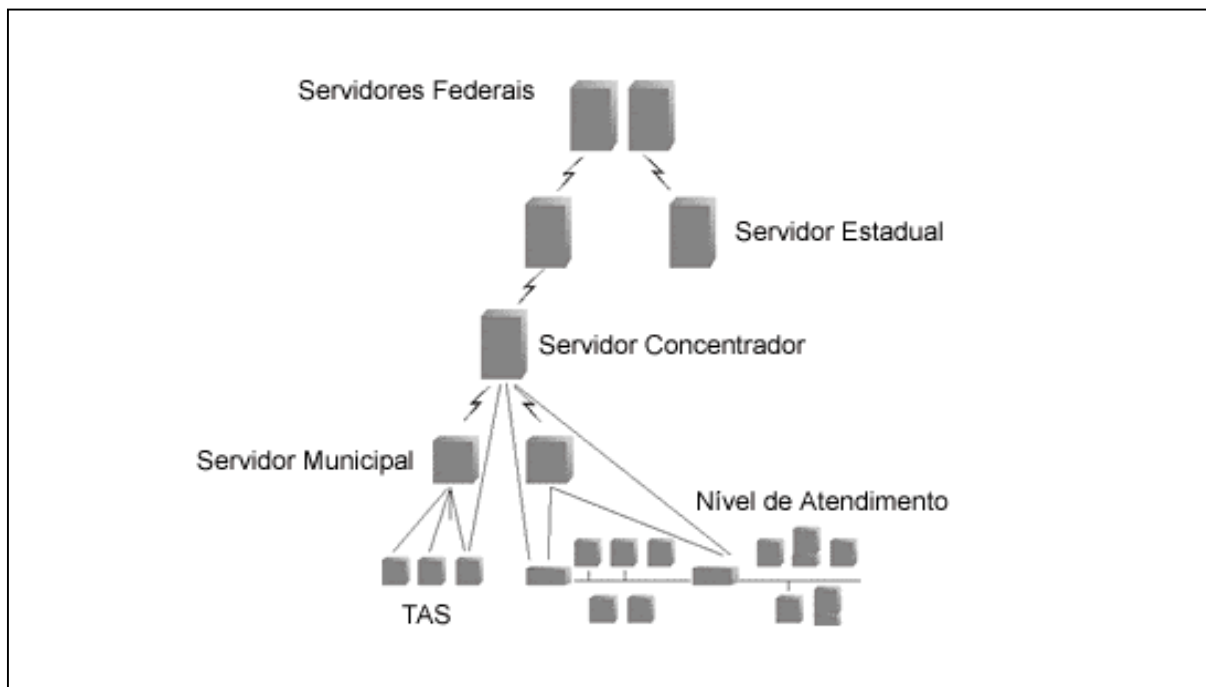 Servidores Federais
Servidor Estadual
Servidor Concentrador
Servidor Municipal
Nível de Atendimento
TAS